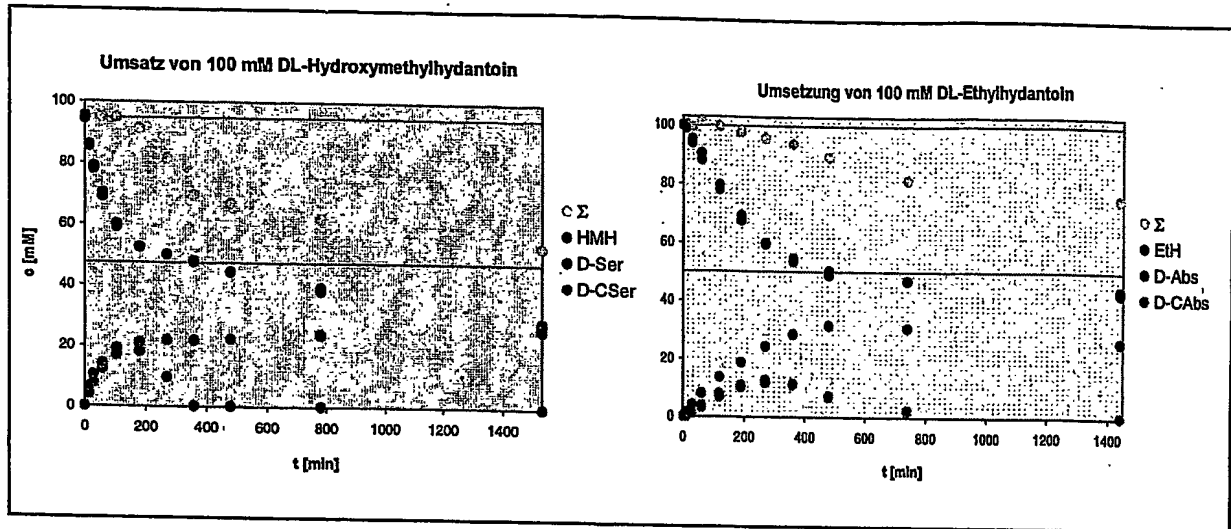 Umsatz von 100 mM DL-Hydroxymethylhydantoin
c [mM]
100
80
60
40
20
0
0 200 400 600 800 1000 1200 1400
t [min]
Σ
HMH
D-Ser
D-CSer
Umsetzung von 100 mM DL-Ethylhydantoin
100
80
60
40
20
0
0 200 400 600 800 1000 1200 1400
t [min]
Σ
EtH
D-Abs
D-CAbs